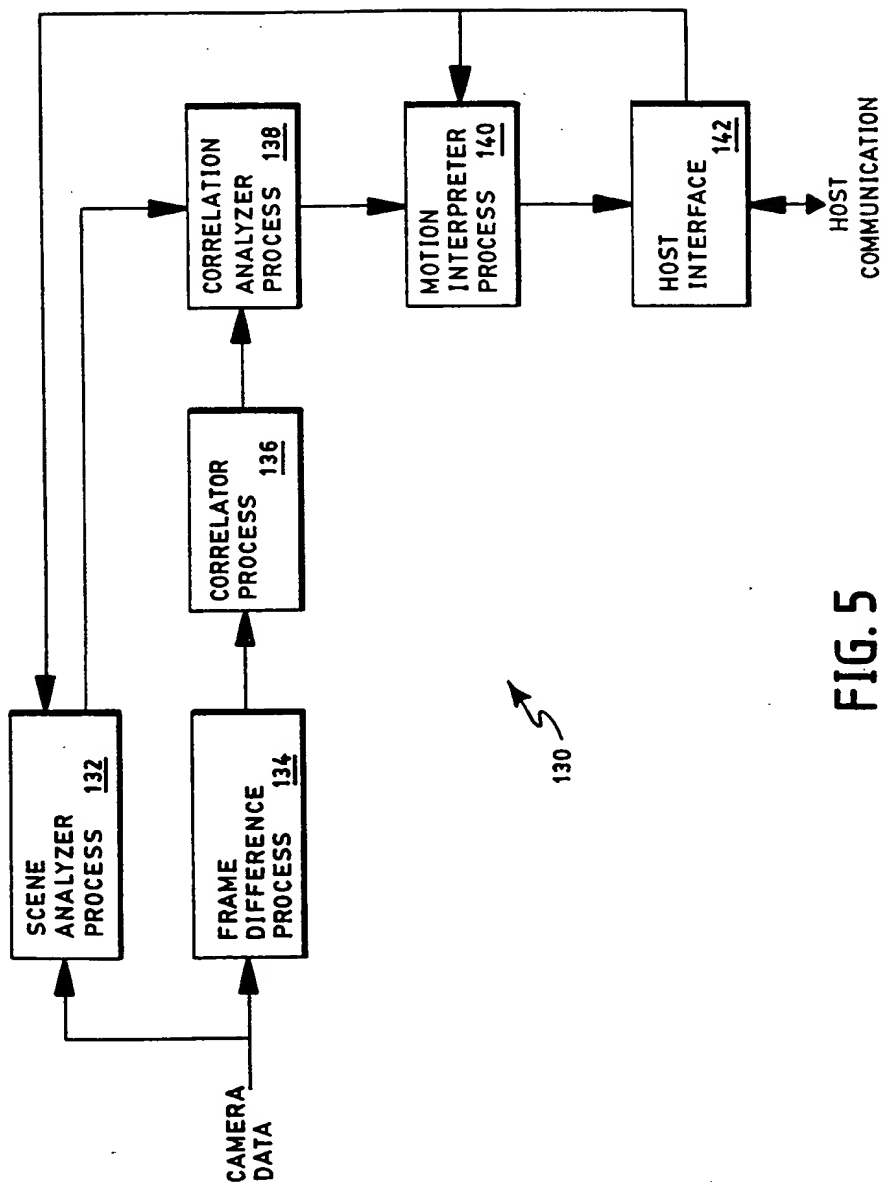 CAMERA
DATA
SCENE
ANALYZER
PROCESS 132
FRAME
DIFFERENCE
PROCESS 134
CORRELATOR
PROCESS 136
CORRELATION
ANALYZER
PROCESS 138
MOTION
INTERPRETER
PROCESS 140
HOST
INTERFACE
142
HOST
COMMUNICATION
130
FIG. 5